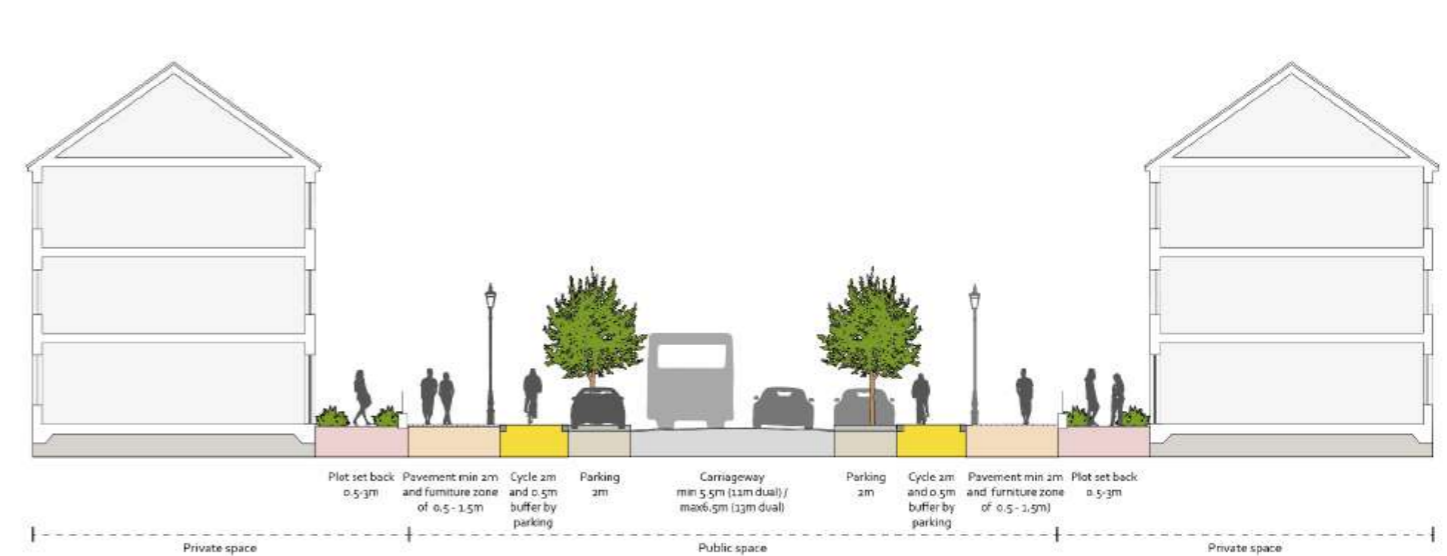 Plot set back
0.5-3m
Pavement min 2m
and furniture zone
of 0.5 - 1.5m
Cycle 2m
and 0.5m
buffer by
parking
Parking
2m
Carriageway
min 5.5m (11m dual) /
max6.5m (13m dual)
Parking
2m
Cycle 2m
and 0.5m
buffer by
parking
Pavement min 2m
and furniture zone
of 0.5 - 1.5m)
Plot set back
0.5-3m
Private space
Public space
Private space